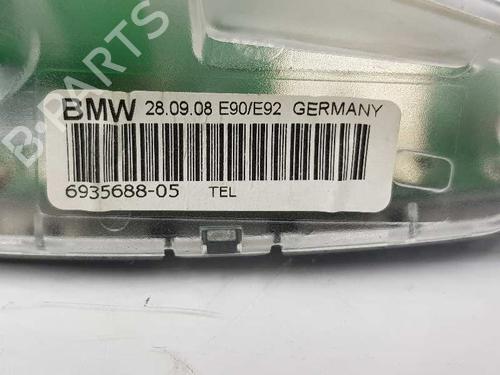 B-PARTS
BMW 28.09.08 E90/E92 GERMANY
6935688-05 TEL